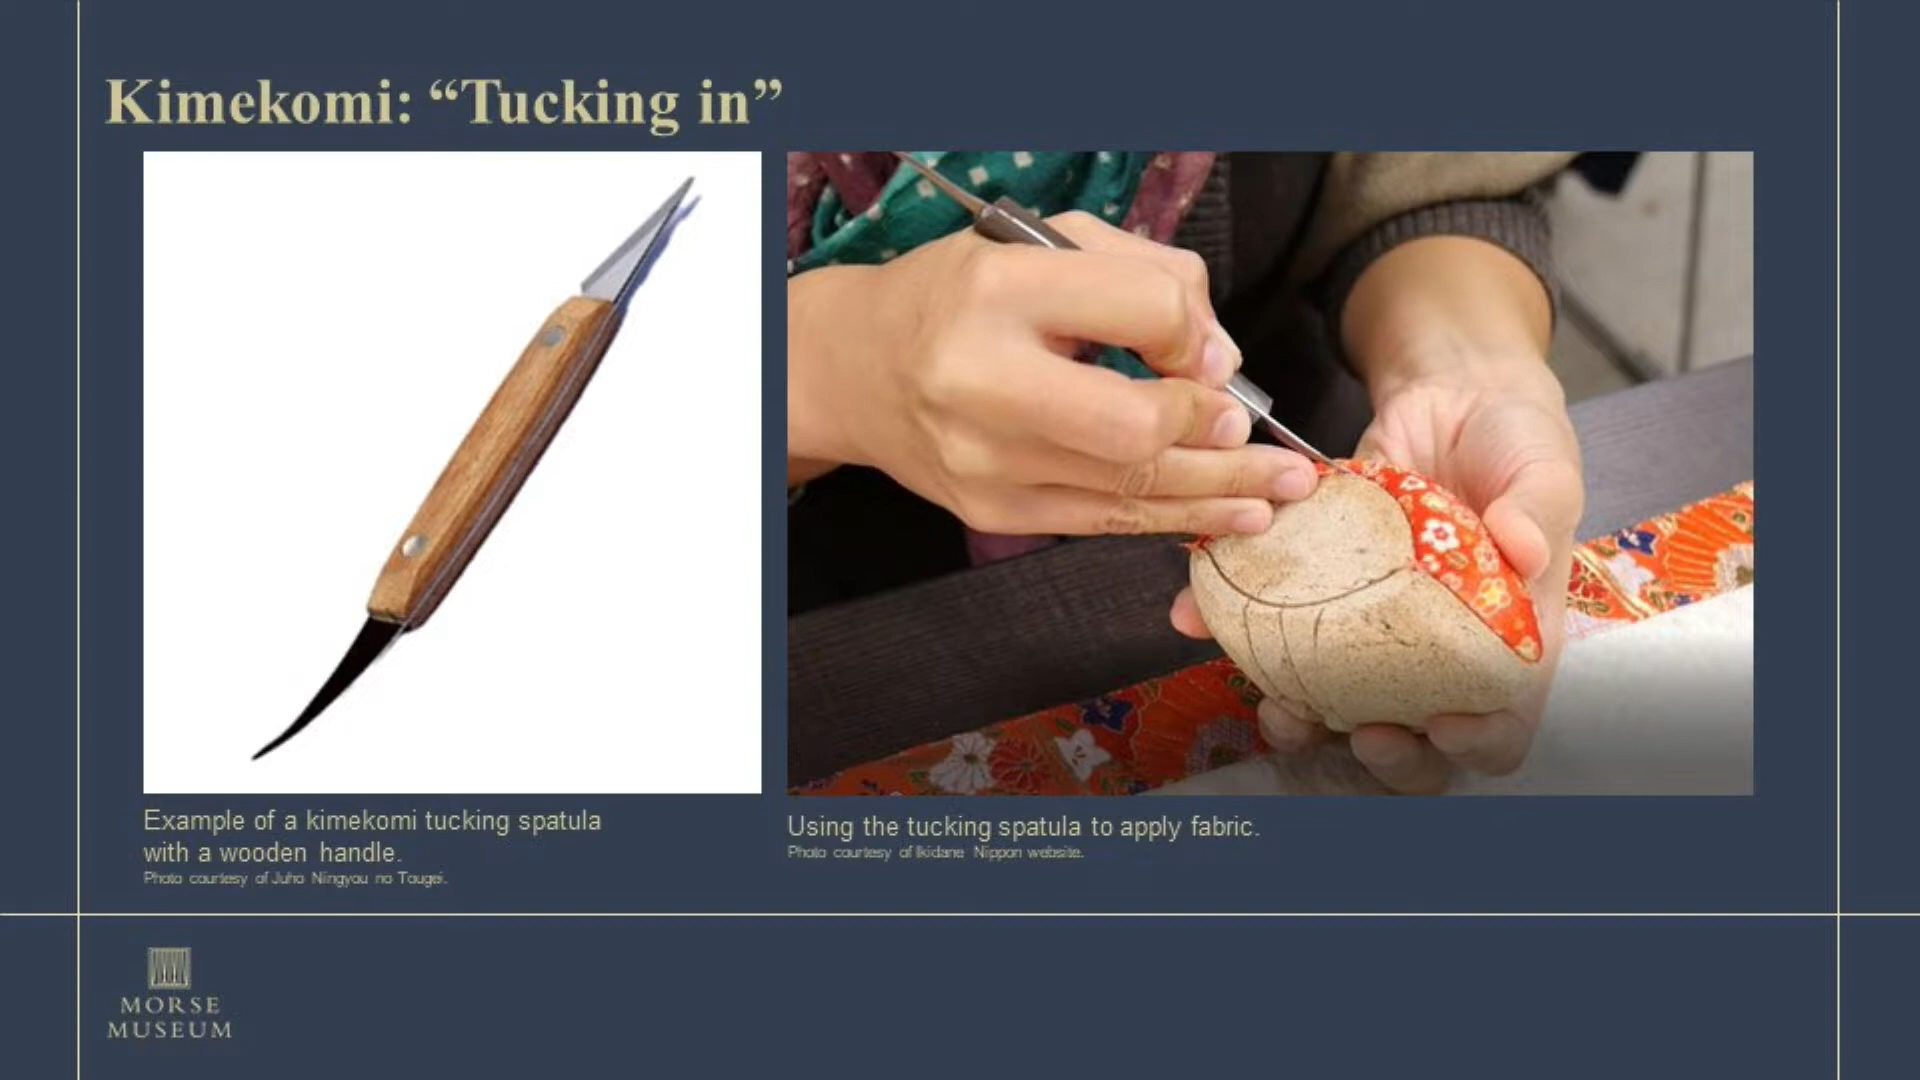 Kimekomi: “Tucking in”
Example of a kimekomi tucking spatula
with a wooden handle.
Photo courtesy of Juho Ningyou no Tougei.
Using the tucking spatula to apply fabric.
Photo courtesy of Ikidane Nippon website.
MORSE
MUSEUM